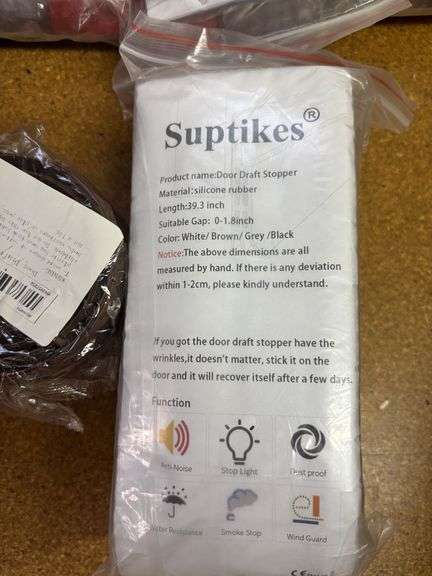 Suptikes®
Product name:Door Draft Stopper
Material:silicone rubber
Length:39.3 inch
Suitable Gap: 0-1.8inch
Color: White/ Brown/ Grey /Black
Notice:The above dimensions are all
measured by hand. If there is any deviation
within 1-2cm, please kindly understand.
If you got the door draft stopper have the
wrinkles,it doesn't matter, stick it on the
door and it will recover itself after a few days.
Function
Anti-Noise
Stop Light
Dust proof
Water Resistance
Smoke Stop
Wind Guard